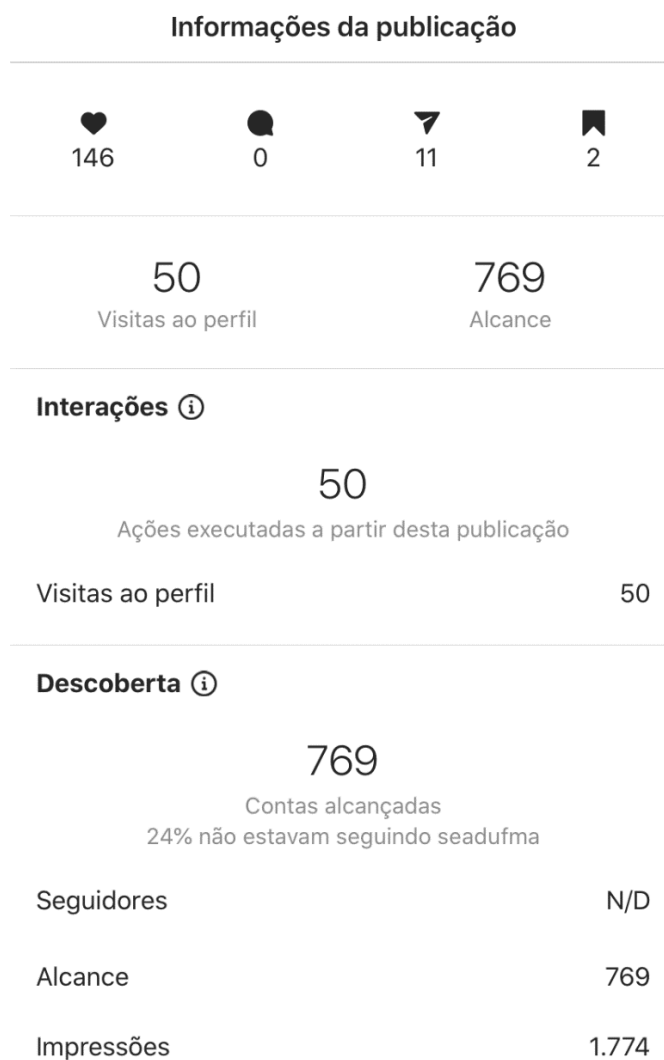 Informações da publicação
146 0 11 2
50 769
Visitas ao perfil Alcance
Interações
50
Ações executadas a partir desta publicação
Visitas ao perfil 50
Descoberta
769
Contas alcançadas
24% não estavam seguindo seadufma
Seguidores N/D
Alcance 769
Impressões 1.774